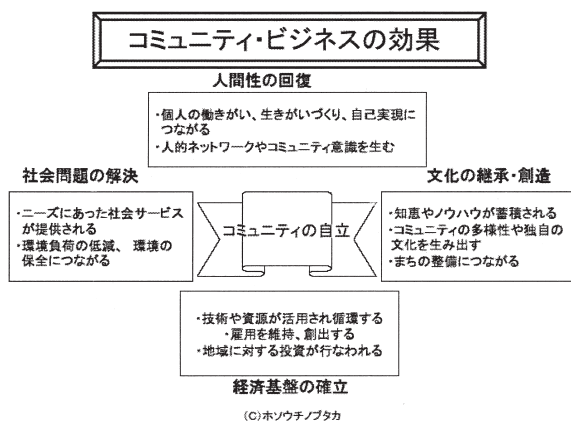 コミュニティ・ビジネスの効果
人間性の回復
・個人の働きがい、生きがいづくり、自己実現に
つながる
・人的ネットワークやコミュニティ意識を生む
社会問題の解決
・ニーズにあった社会サービス
が提供される
・環境負荷の低減、 環境の
保全につながる
コミュニティの自立
文化の継承・創造
・知恵やノウハウが蓄積される
・コミュニティの多様性や独自の
文化を生み出す
・まちの整備につながる
・技術や資源が活用され循環する
・雇用を維持、創出する
・地域に対する投資が行なわれる
経済基盤の確立
(C)ホソウチノブタカ